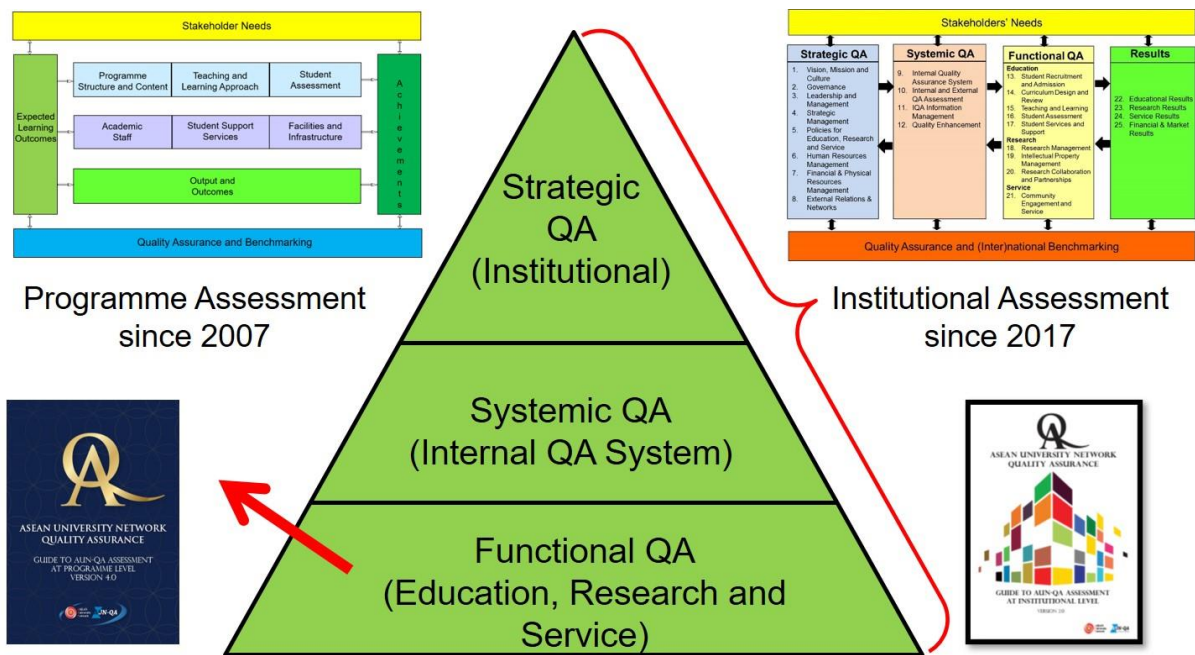 Stakeholder Needs
Expected
Learning
Outcomes
Programme
Structure and Content
Teaching and
Learning Approach
Student
Assessment
Academic
Staff
Student Support
Services
Facilities and
Infrastructure
Output and
Outcomes
Achievements
Quality Assurance and Benchmarking
Programme Assessment
since 2007
QA
ASEAN UNIVERSITY NETWORK
QUALITY ASSURANCE
GUIDE TO AUN-QA ASSESSMENT
AT PROGRAMME LEVEL
VERSION 4.0
Strategic
QA
(Institutional)
Systemic QA
(Internal QA System)
Functional QA
(Education, Research and
Service)
Stakeholders' Needs
Strategic QA
1. Vision, Mission and
Culture
2. Governance
3. Leadership and
Management
4. Strategic
Management
5. Policies for
Education, Research
and Service
6. Human Resources
Management
7. Financial & Physical
Resources
Management
8. External Relations &
Networks
Systemic QA
9. Internal Quality
Assurance System
10. Internal and External
QA Assessment
11. IQA Information
Management
12. Quality Enhancement
Functional QA
Education
13. Student Recruitment
and Admission
14. Curriculum Design and
Review
15. Teaching and Learning
16. Student Assessment
17. Student Services and
Support
Research
18. Research Management
19. Intellectual Property
Management
20. Research Collaboration
and Partnerships
Service
21. Community
Engagement and
Service
Results
22. Educational Results
23. Research Results
24. Service Results
25. Financial & Market
Results
Quality Assurance and (Inter)national Benchmarking
Institutional Assessment
since 2017
QA
ASEAN UNIVERSITY NETWORK
QUALITY ASSURANCE
GUIDE TO AUN-QA ASSESSMENT
AT INSTITUTIONAL LEVEL